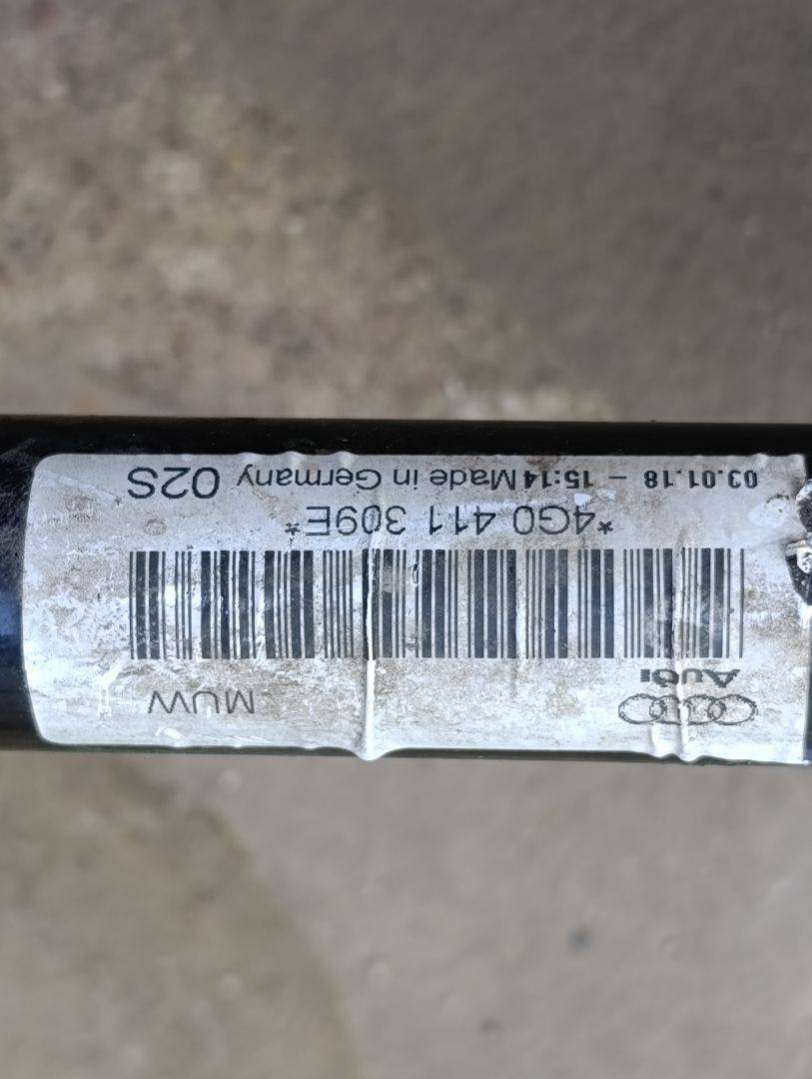 Audi
MUW
*4G0 411 309E*
03.01.18 - 15:14 Made in Germany 02S